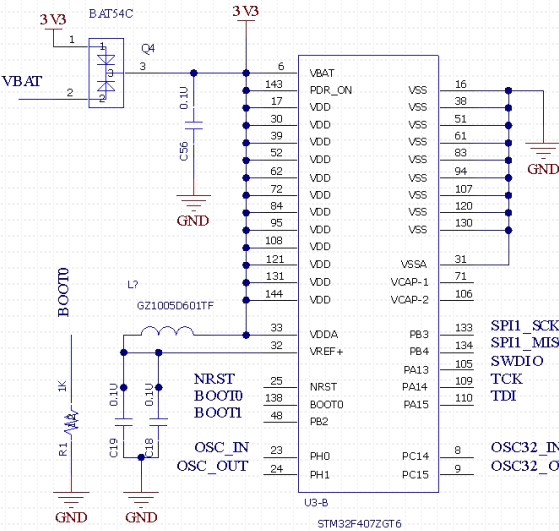 BAT54C
3V3
3V3
1
1
Q4
3
3
VBAT
2
2
0.1U
C56
GND
6 VBAT
143 PDR_ON VSS 16
17 VDD VSS 38
30 VDD VSS 51
39 VDD VSS 61
52 VDD VSS 83
62 VDD VSS 94
72 VDD VSS 107
84 VDD VSS 120
95 VDD VSS 130
108 VDD
121 VDD VSSA 31
131 VDD VCAP-1 71
144 VDD VCAP-2 106
GND
L?
GZ1005D601TF
BOOT0
33 VDDA PB3 133 SPI1_SCK
32 VREF+ PB4 134 SPI1_MIS
PA13 105 SWDIO
NRST 25 NRST PA14 109 TCK
BOOT0 138 BOOT0 PA15 110 TDI
BOOT1 48 PB2
1K
R1
0.1U
C19
0.1U
C18
OSC_IN 23 PH0 PC14 8 OSC32_IN
OSC_OUT 24 PH1 PC15 9 OSC32_O
GND
GND
U3-B
STM32F407ZGT6